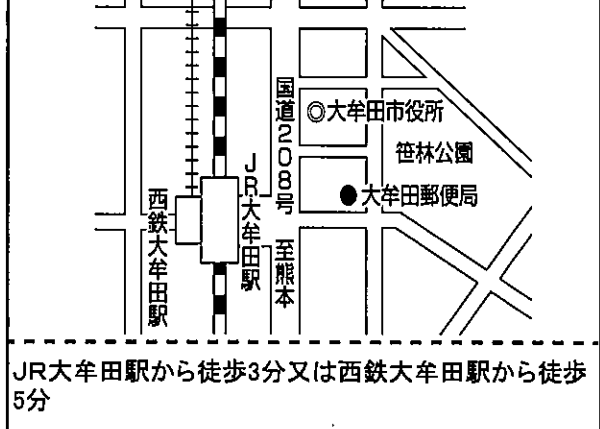 国道208号
◎大牟田市役所
笹林公園
JR大牟田駅
●大牟田郵便局
西鉄大牟田駅
至熊本
JR大牟田駅から徒歩3分又は西鉄大牟田駅から徒歩
5分